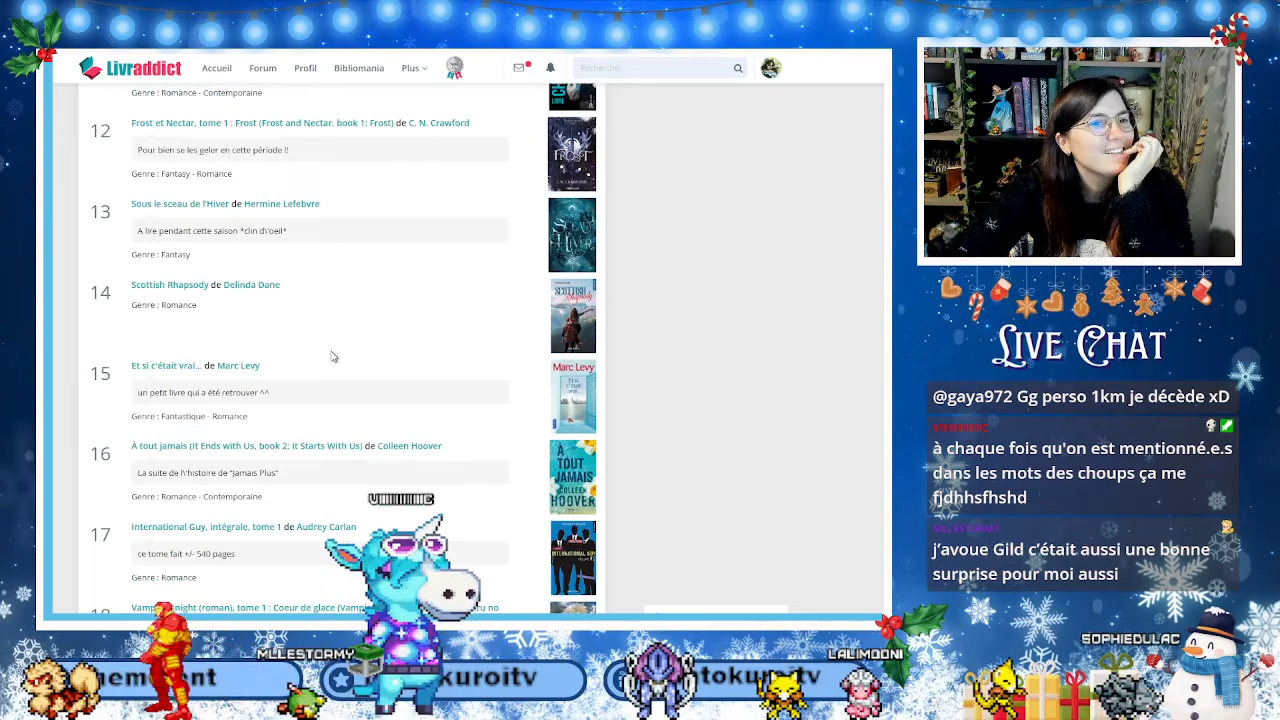 Livraddict Accueil Forum Profil Bibliomania Plus Recherche
Genre : Romance - Contemporaine
12 Frost et Nectar, tome 1 : Frost (Frost and Nectar, book 1: Frost) de C. N. Crawford
Pour bien se les geler en cette période !!
Genre : Fantasy - Romance
FROST
13 Sous le sceau de l'Hiver de Hermine Lefebvre
A lire pendant cette saison *clin d\'oeil*
Genre : Fantasy
14 Scottish Rhapsody de Delinda Dane
Genre : Romance
SCOTTISH
Rhapsody
15 Et si c'était vrai... de Marc Levy
un petit livre qui a été retrouver ^^
Genre : Fantastique - Romance
Marc Levy
16 À tout jamais (It Ends with Us, book 2: It Starts With Us) de Colleen Hoover
La suite de l\'histoire de "Jamais Plus"
Genre : Romance - Contemporaine
À
TOUT
JAMAIS
COLLEEN
HOOVER
17 International Guy, intégrale, tome 1 de Audrey Carlan
ce tome fait +/- 540 pages
Genre : Romance
LIVE CHAT
@gaya972 Gg perso 1km je décède xD
à chaque fois qu'on est mentionné.e.s
dans les mots des choups ça me
fjdhhsfhshd
MLLESTORMY
j'avoue Gild c'était aussi une bonne
surprise pour moi aussi
MLLESTORMY
LALIMOONI
SOPHIEDULAC
kuroitv